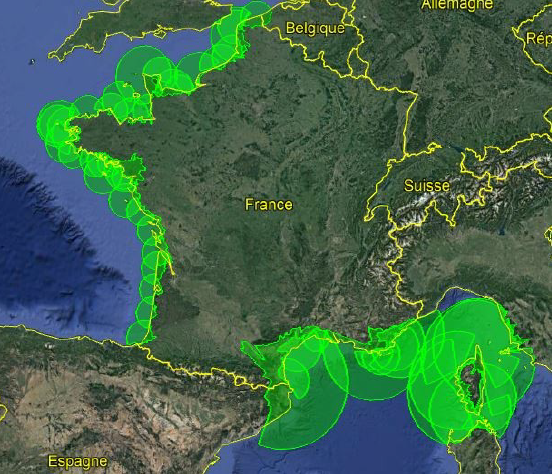 Allemagne
Belgique
Rép
Suisse
France
Espagne